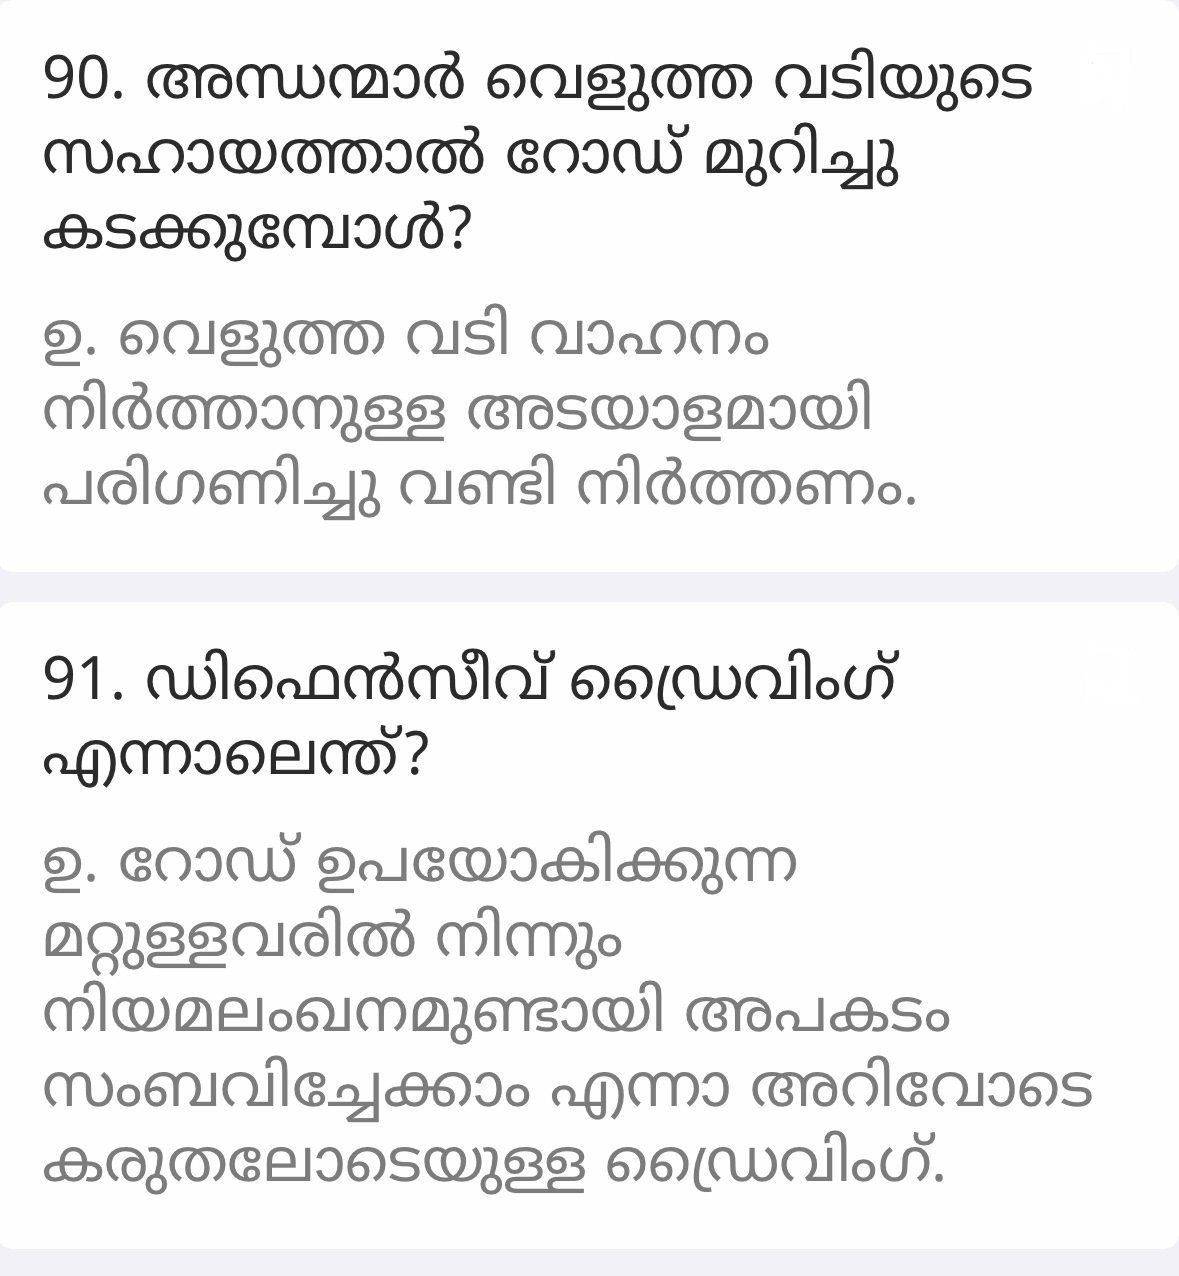 90. അന്ധന്മാർ വെളുത്ത വടിയുടെ
സഹായത്താൽ റോഡ് മുറിച്ചു
കടക്കുമ്പോൾ?
ഉ. വെളുത്ത വടി വാഹനം
നിർത്താനുള്ള അടയാളമായി
പരിഗണിച്ചു വണ്ടി നിർത്തണം.
91. ഡിഫെൻസീവ് ഡ്രൈവിംഗ്
എന്നാലെന്ത്?
ഉ. റോഡ് ഉപയോകിക്കുന്ന
മറ്റുള്ളവരിൽ നിന്നും
നിയമലംഖനമുണ്ടായി അപകടം
സംബവിച്ചേക്കാം എന്നാ അറിവോടെ
കരുതലോടെയുള്ള ഡ്രൈവിംഗ്.